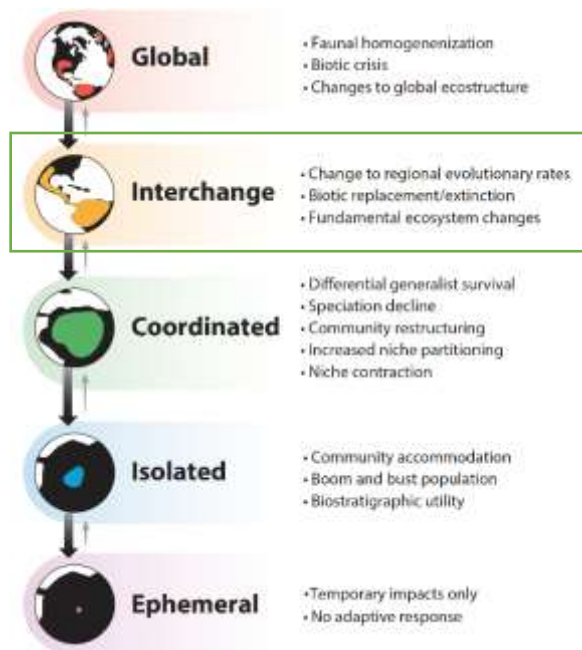 Global
• Faunal homogenenization
• Biotic crisis
• Changes to global ecostructure
Interchange
• Change to regional evolutionary rates
• Biotic replacement/extinction
• Fundamental ecosystem changes
Coordinated
• Differential generalist survival
• Speciation decline
• Community restructuring
• Increased niche partitioning
• Niche contraction
Isolated
• Community accommodation
• Boom and bust population
• Biostratigraphic utility
Ephemeral
•Temporary impacts only
• No adaptive response